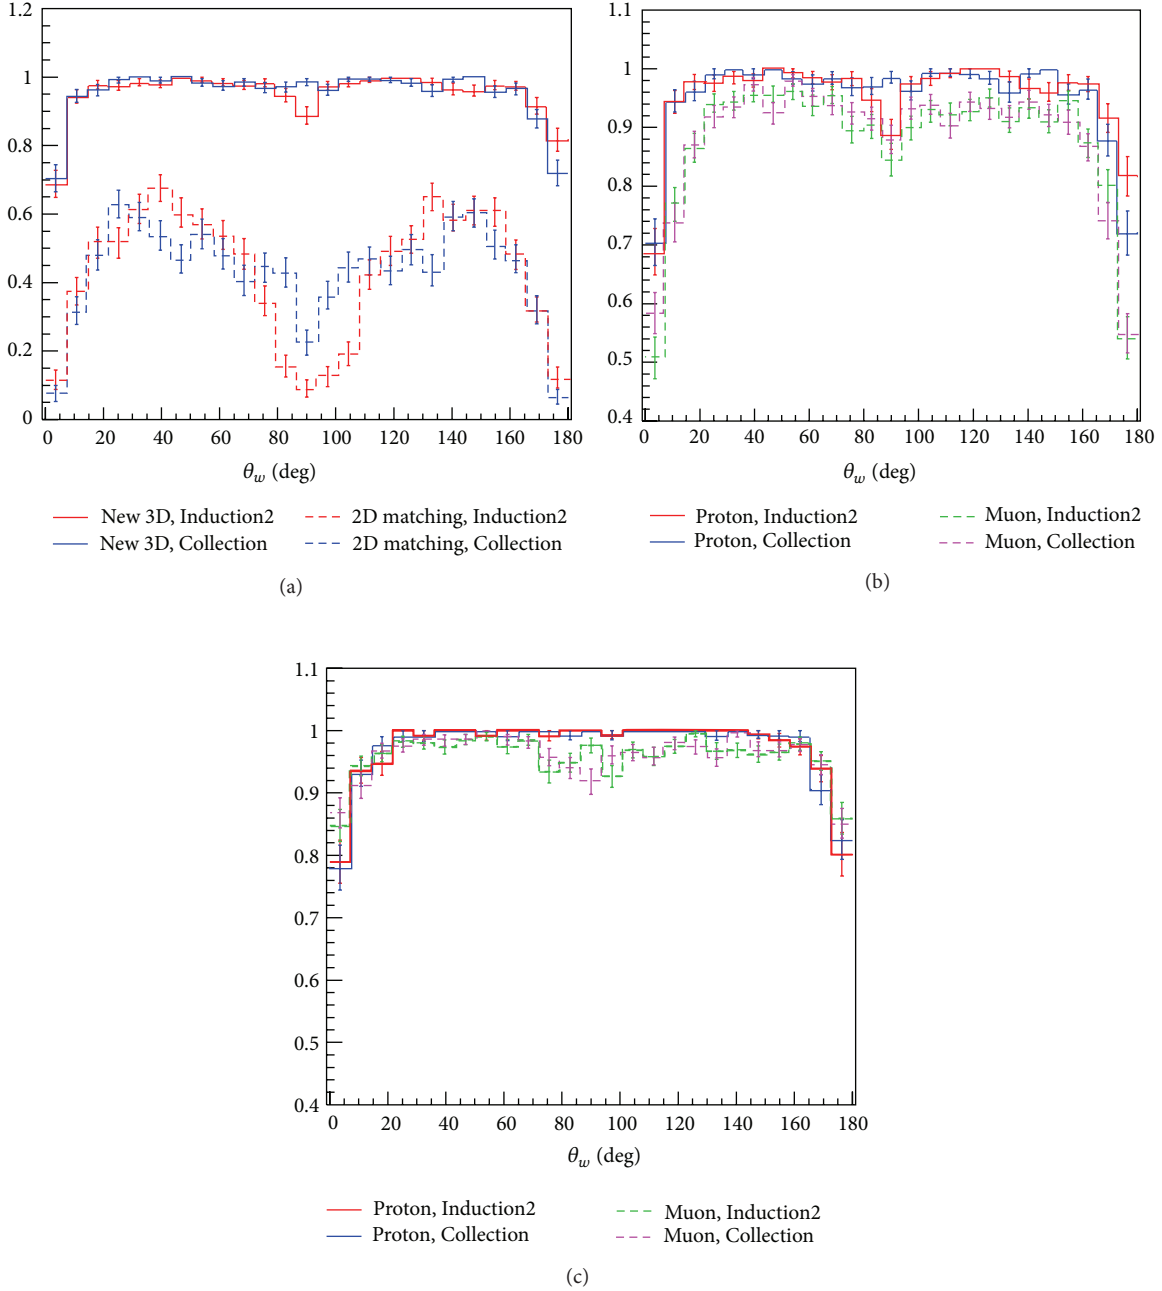 1.2
1
0.8
0.6
0.4
0.2
0
0 20 40 60 80 100 120 140 160 180
θw (deg)
New 3D, Induction2
New 3D, Collection
2D matching, Induction2
2D matching, Collection
(a)
1.1
1
0.9
0.8
0.7
0.6
0.5
0.4
0 20 40 60 80 100 120 140 160 180
θw (deg)
Proton, Induction2
Proton, Collection
Muon, Induction2
Muon, Collection
(b)
1.1
1
0.9
0.8
0.7
0.6
0.5
0.4
0 20 40 60 80 100 120 140 160 180
θw (deg)
Proton, Induction2
Proton, Collection
Muon, Induction2
Muon, Collection
(c)